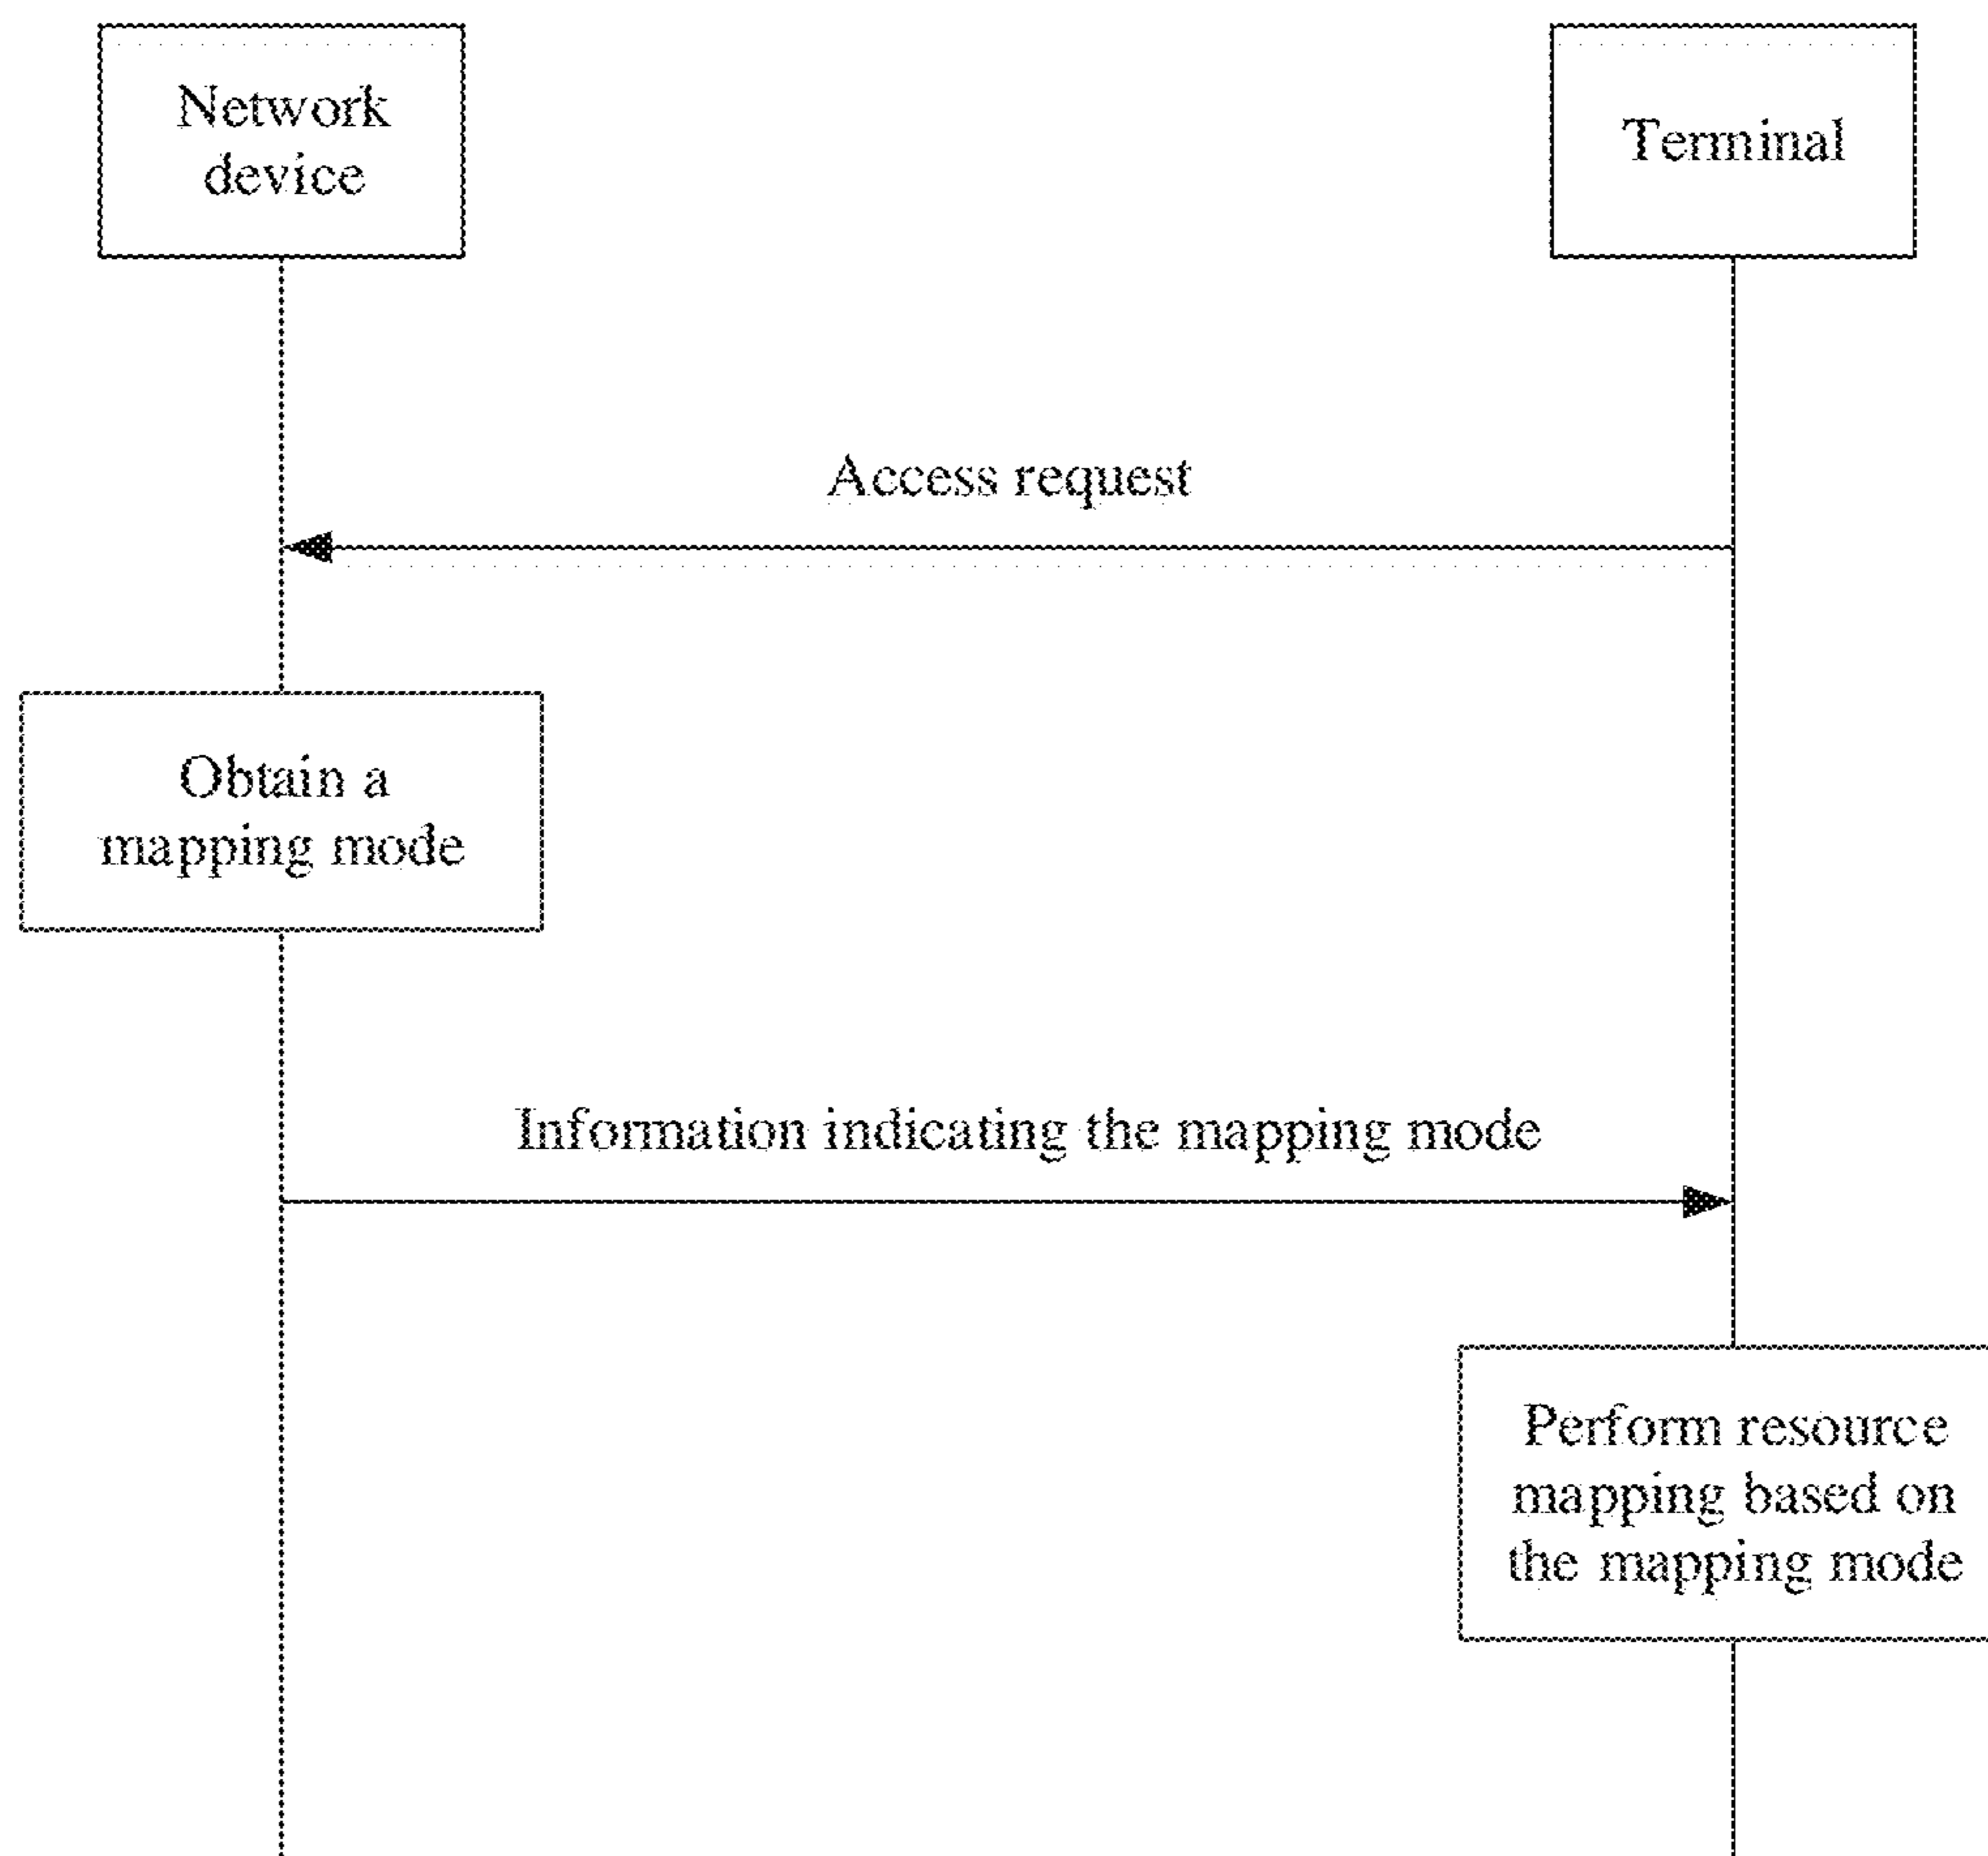 Network
device
Terminal
Access request
Obtain a
mapping mode
Information indicating the mapping mode
Perform resource
mapping based on
the mapping mode